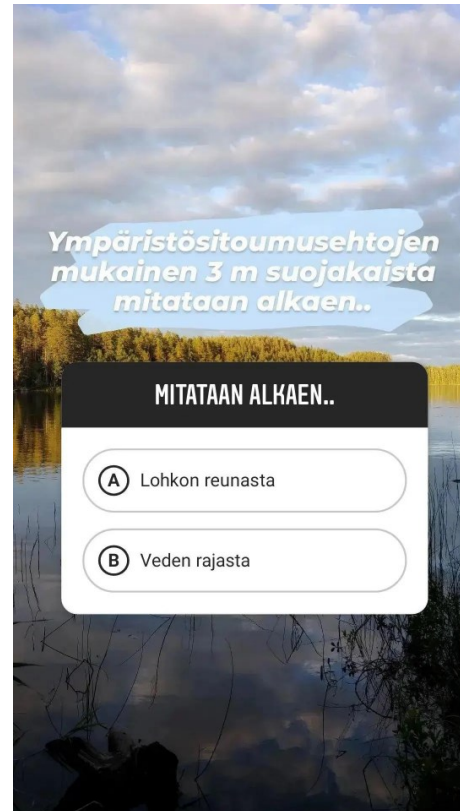 Ympäristösitoumusehtojen
mukainen 3 m suojakaista
mitataan alkaen..
MITATAAN ALKAEN..
A Lohkon reunasta
B Veden rajasta